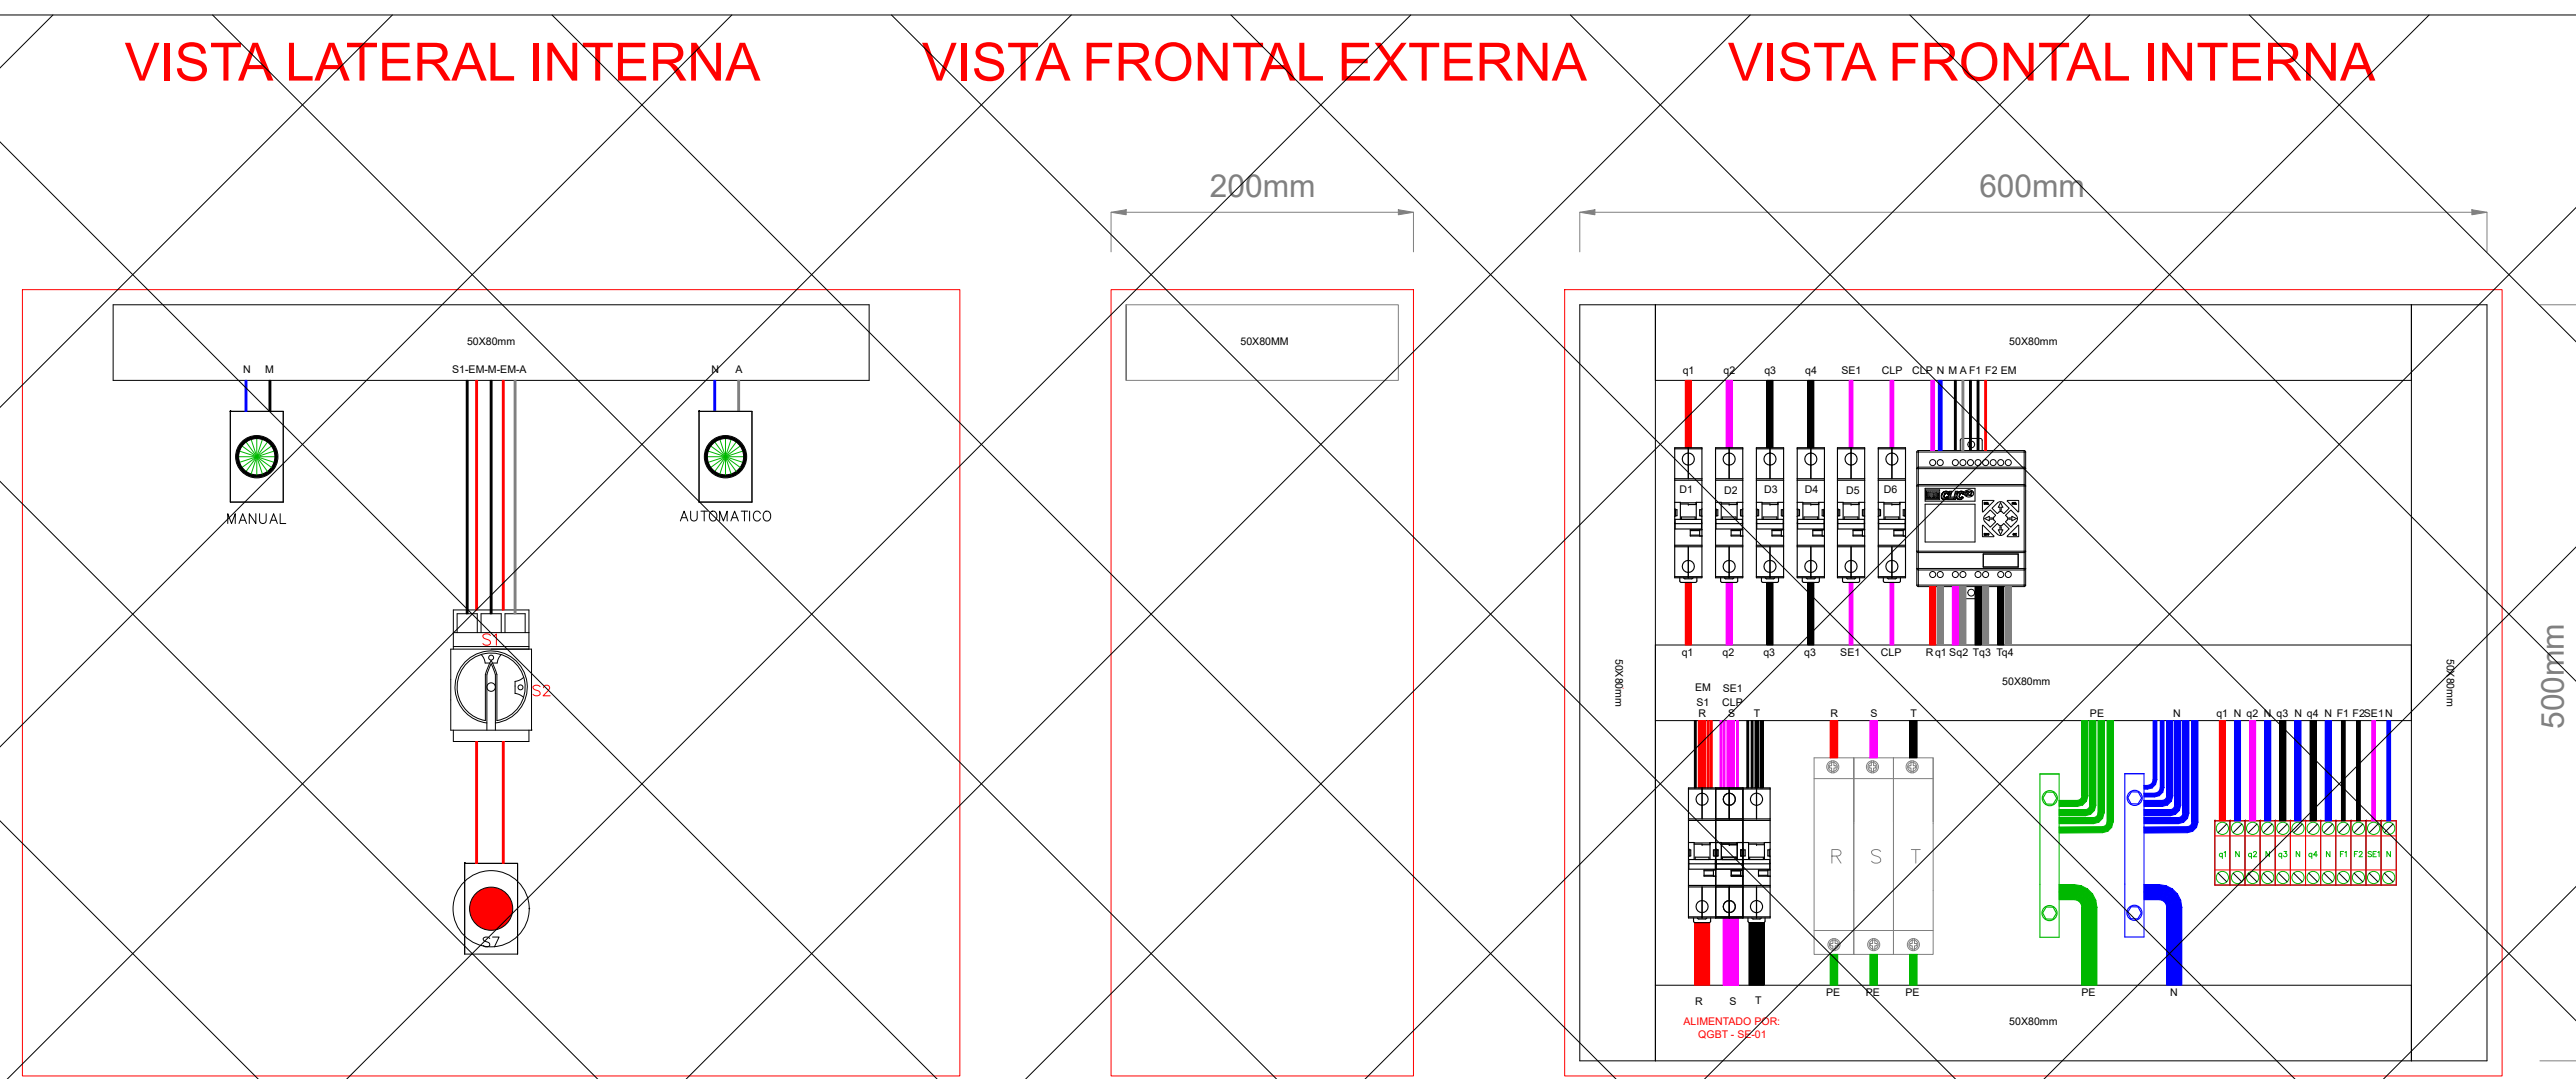 VISTA LATERAL INTERNA
VISTA FRONTAL EXTERNA
VISTA FRONTAL INTERNA
200mm
600mm
50X80mm
N M
S1-EM-M-EM-A
N A
MANUAL
AUTOMATICO
S1
S2
S7
50X80MM
50X80mm
q1 q2 q3 q4 SE1 CLP CLP N M A F1 F2 EM
D1 D2 D3 D4 D5 D6
CLIC
q1 q2 q3 q3 SE1 CLP R q1 Sq2 Tq3 Tq4
50X80mm
50X80mm
50X80mm
500mm
EM SE1
S1 CLP
R S T R S T PE N q1 N q2 N q3 N q4 N F1 F2 SE1 N
R S T
q1 N q2 N q3 N q4 N F1 F2 SE1 N
R S T PE PE PE PE N
ALIMENTADO POR:
QGBT - SE-01
50X80mm